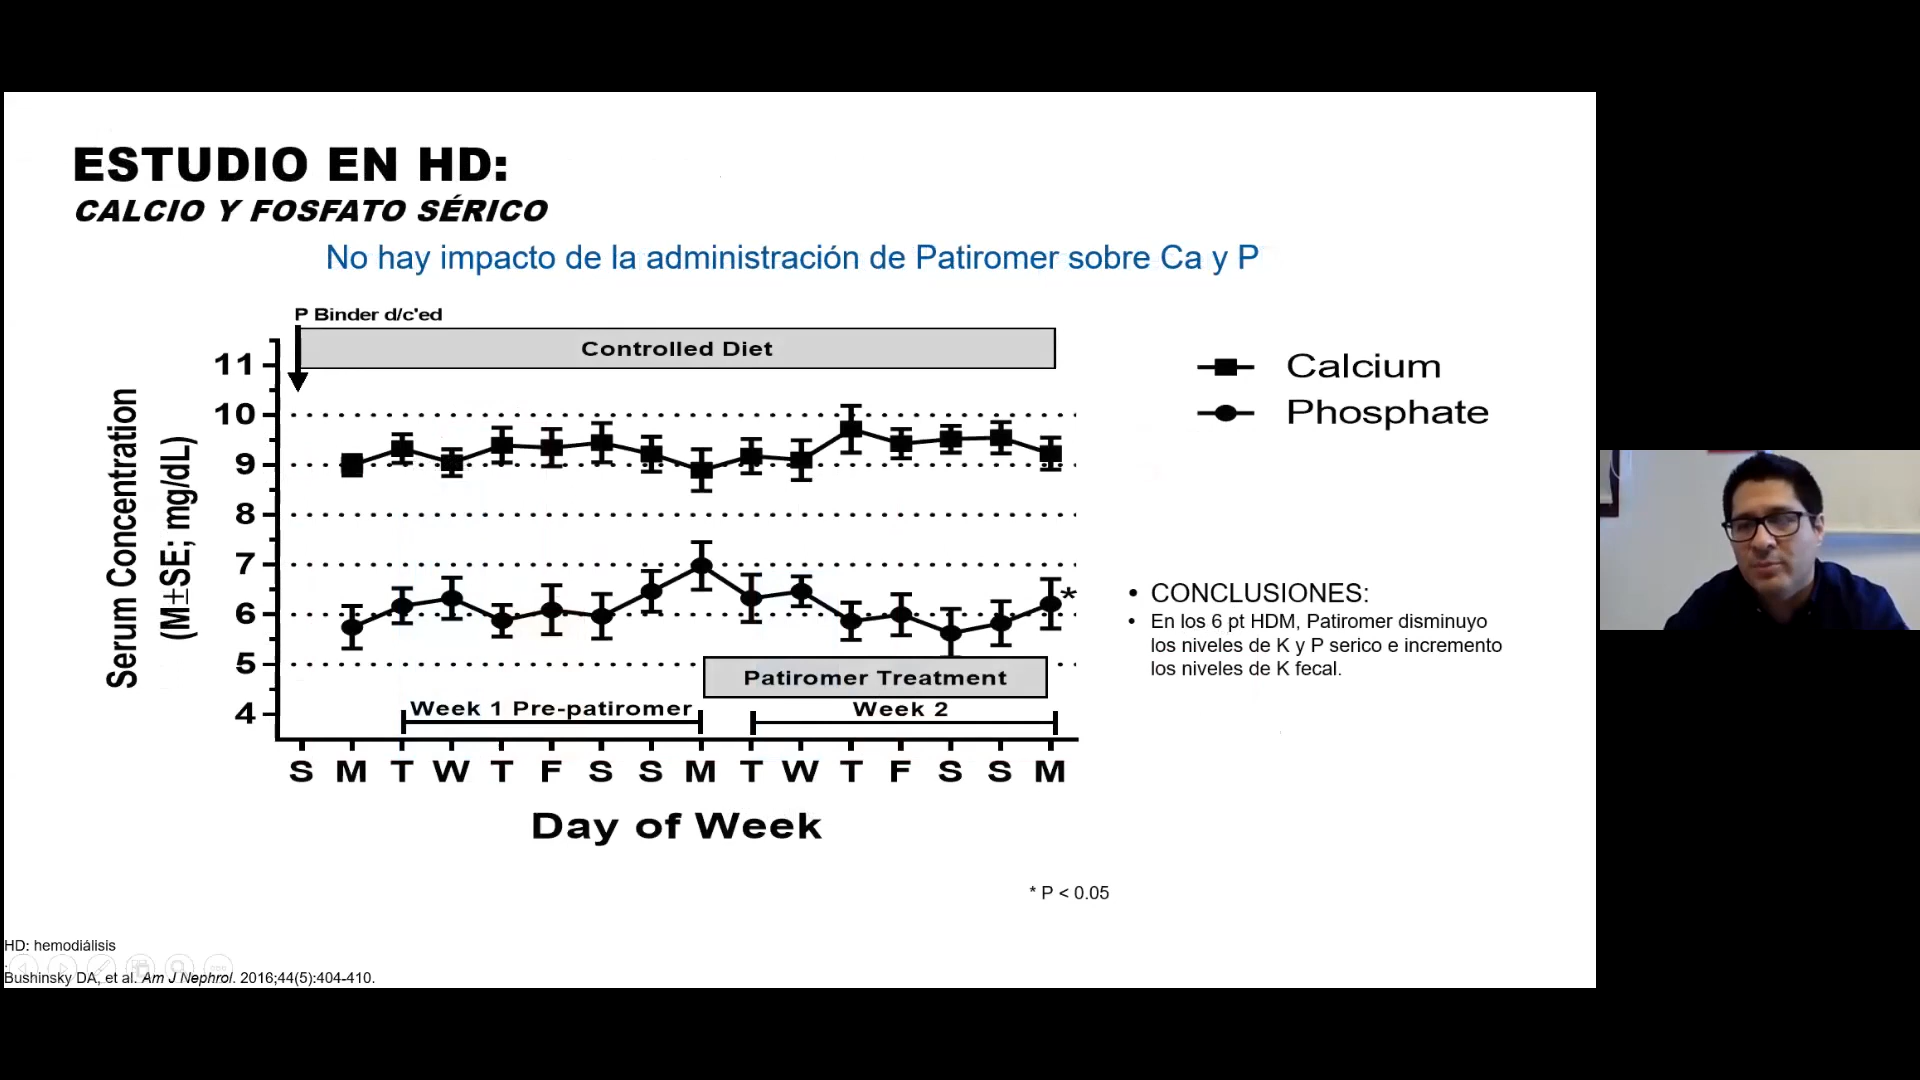 ESTUDIO EN HD:
CALCIO Y FOSFATO SÉRICO
No hay impacto de la administración de Patiromer sobre Ca y P
P Binder d/c'ed
Controlled Diet
11
10
9
8
7
6
5
4
Serum Concentration
(M±SE; mg/dL)
Calcium
Phosphate
*
Patiromer Treatment
Week 1 Pre-patiromer
Week 2
S M T W T F S S M T W T F S S M
Day of Week
• CONCLUSIONES:
• En los 6 pt HDM, Patiromer disminuyo
los niveles de K y P serico e incremento
los niveles de K fecal.
* P < 0.05
HD: hemodiálisis
Bushinsky DA, et al. Am J Nephrol. 2016;44(5):404-410.